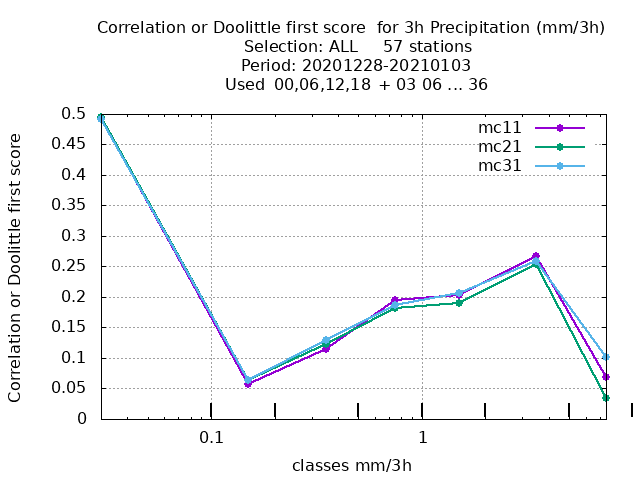 Correlation or Doolittle first score  for 3h Precipitation (mm/3h)
Selection: ALL     57 stations
Period: 20201228-20210103
Used  00,06,12,18  + 03 06 ... 36
mc11
mc21
mc31
Correlation or Doolittle first score
0.5
0.45
0.4
0.35
0.3
0.25
0.2
0.15
0.1
0.05
0
0.1
1
classes mm/3h